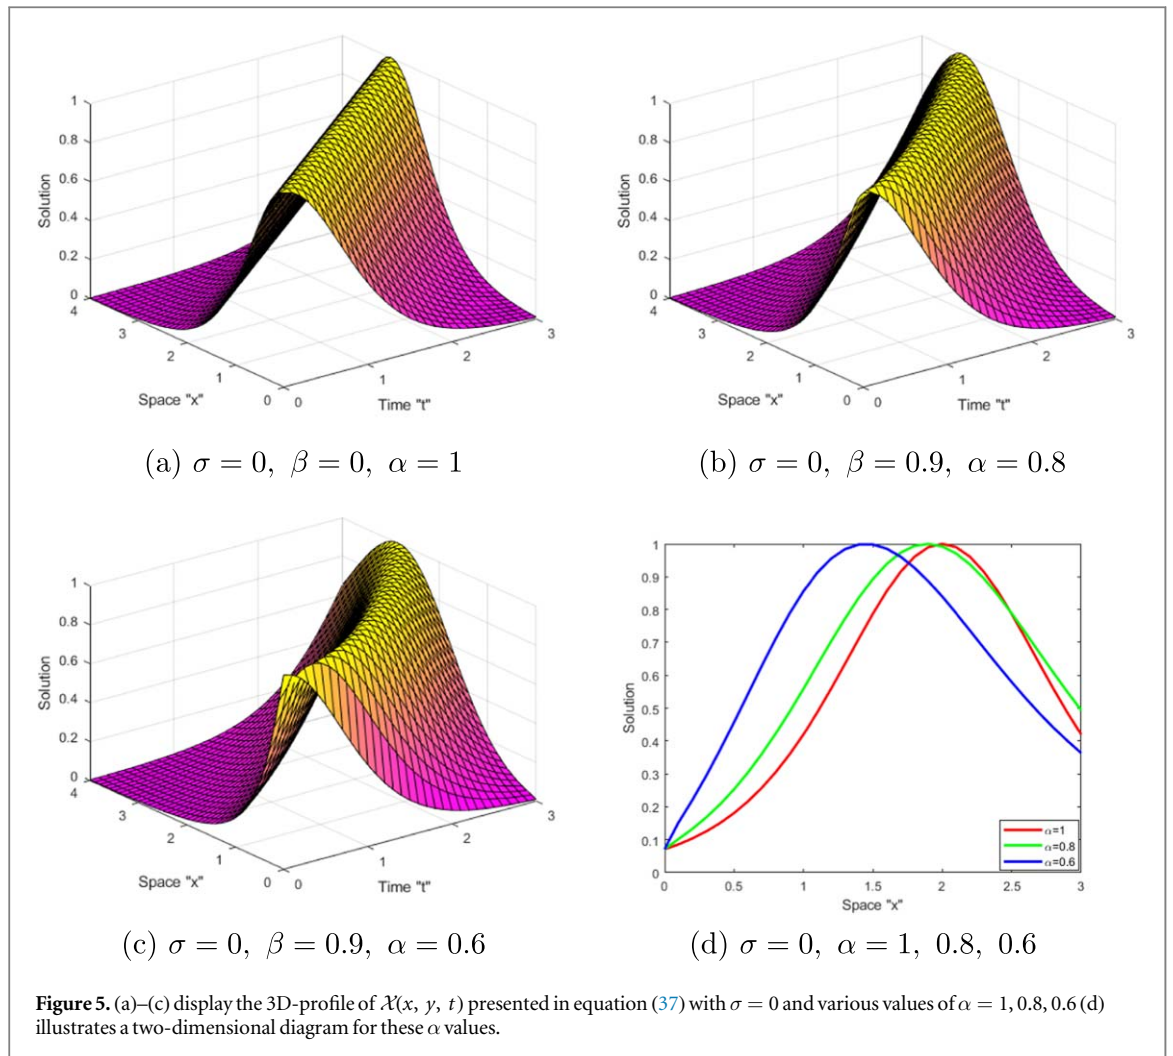 1
0.8
0.6
0.4
0.2
0
Solution
4
3
2
1
0
Space "x"
0
1
2
3
Time "t"
(a) σ = 0, β = 0, α = 1
1
0.8
0.6
0.4
0.2
0
Solution
4
3
2
1
0
Space "x"
0
1
2
3
Time "t"
(b) σ = 0, β = 0.9, α = 0.8
1
0.8
0.6
0.4
0.2
0
Solution
4
3
2
1
0
Space "x"
0
1
2
3
Time "t"
(c) σ = 0, β = 0.9, α = 0.6
1
0.9
0.8
0.7
0.6
0.5
0.4
0.3
0.2
0.1
0
Solution
0 0.5 1 1.5 2 2.5 3
Space "x"
α=1
α=0.8
α=0.6
(d) σ = 0, α = 1, 0.8, 0.6
Figure 5. (a)–(c) display the 3D-profile of 𝒳(x, y, t) presented in equation (37) with σ = 0 and various values of α = 1, 0.8, 0.6 (d)
illustrates a two-dimensional diagram for these α values.